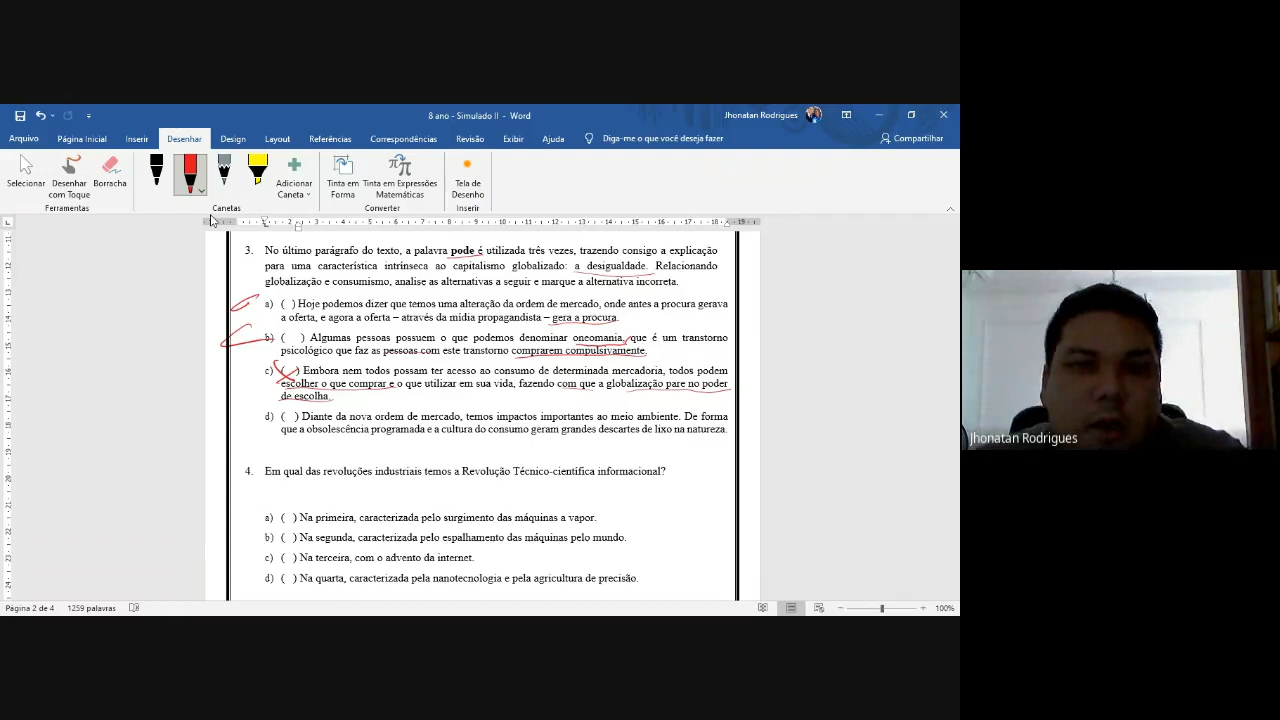 8 ano - Simulado II - Word
Jhonatan Rodrigues
Arquivo
Página Inicial
Inserir
Desenhar
Design
Layout
Referências
Correspondências
Revisão
Exibir
Ajuda
Diga-me o que você deseja fazer
Compartilhar
Selecionar
Desenhar com Toque
Borracha
Adicionar Caneta
Tinta em Forma
Tinta em Expressões Matemáticas
Tela de Desenho
Ferramentas
Canetas
Converter
Inserir
3. No último parágrafo do texto, a palavra pode é utilizada três vezes, trazendo consigo a explicação
para uma característica intrínseca ao capitalismo globalizado: a desigualdade. Relacionando
globalização e consumismo, analise as alternativas a seguir e marque a alternativa incorreta.
a) ( ) Hoje podemos dizer que temos uma alteração da ordem de mercado, onde antes a procura gerava
a oferta, e agora a oferta – através da mídia propagandista – gera a procura.
b) ( ) Algumas pessoas possuem o que podemos denominar oneomania, que é um transtorno
psicológico que faz as pessoas com este transtorno comprarem compulsivamente.
c) ( ) Embora nem todos possam ter acesso ao consumo de determinada mercadoria, todos podem
escolher o que comprar e o que utilizar em sua vida, fazendo com que a globalização pare no poder
de escolha.
d) ( ) Diante da nova ordem de mercado, temos impactos importantes ao meio ambiente. De forma
que a obsolescência programada e a cultura do consumo geram grandes descartes de lixo na natureza.
4. Em qual das revoluções industriais temos a Revolução Técnico-científica informacional?
a) ( ) Na primeira, caracterizada pelo surgimento das máquinas a vapor.
b) ( ) Na segunda, caracterizada pelo espalhamento das máquinas pelo mundo.
c) ( ) Na terceira, com o advento da internet.
d) ( ) Na quarta, caracterizada pela nanotecnologia e pela agricultura de precisão.
Página 2 de 4
1259 palavras
100%
Jhonatan Rodrigues